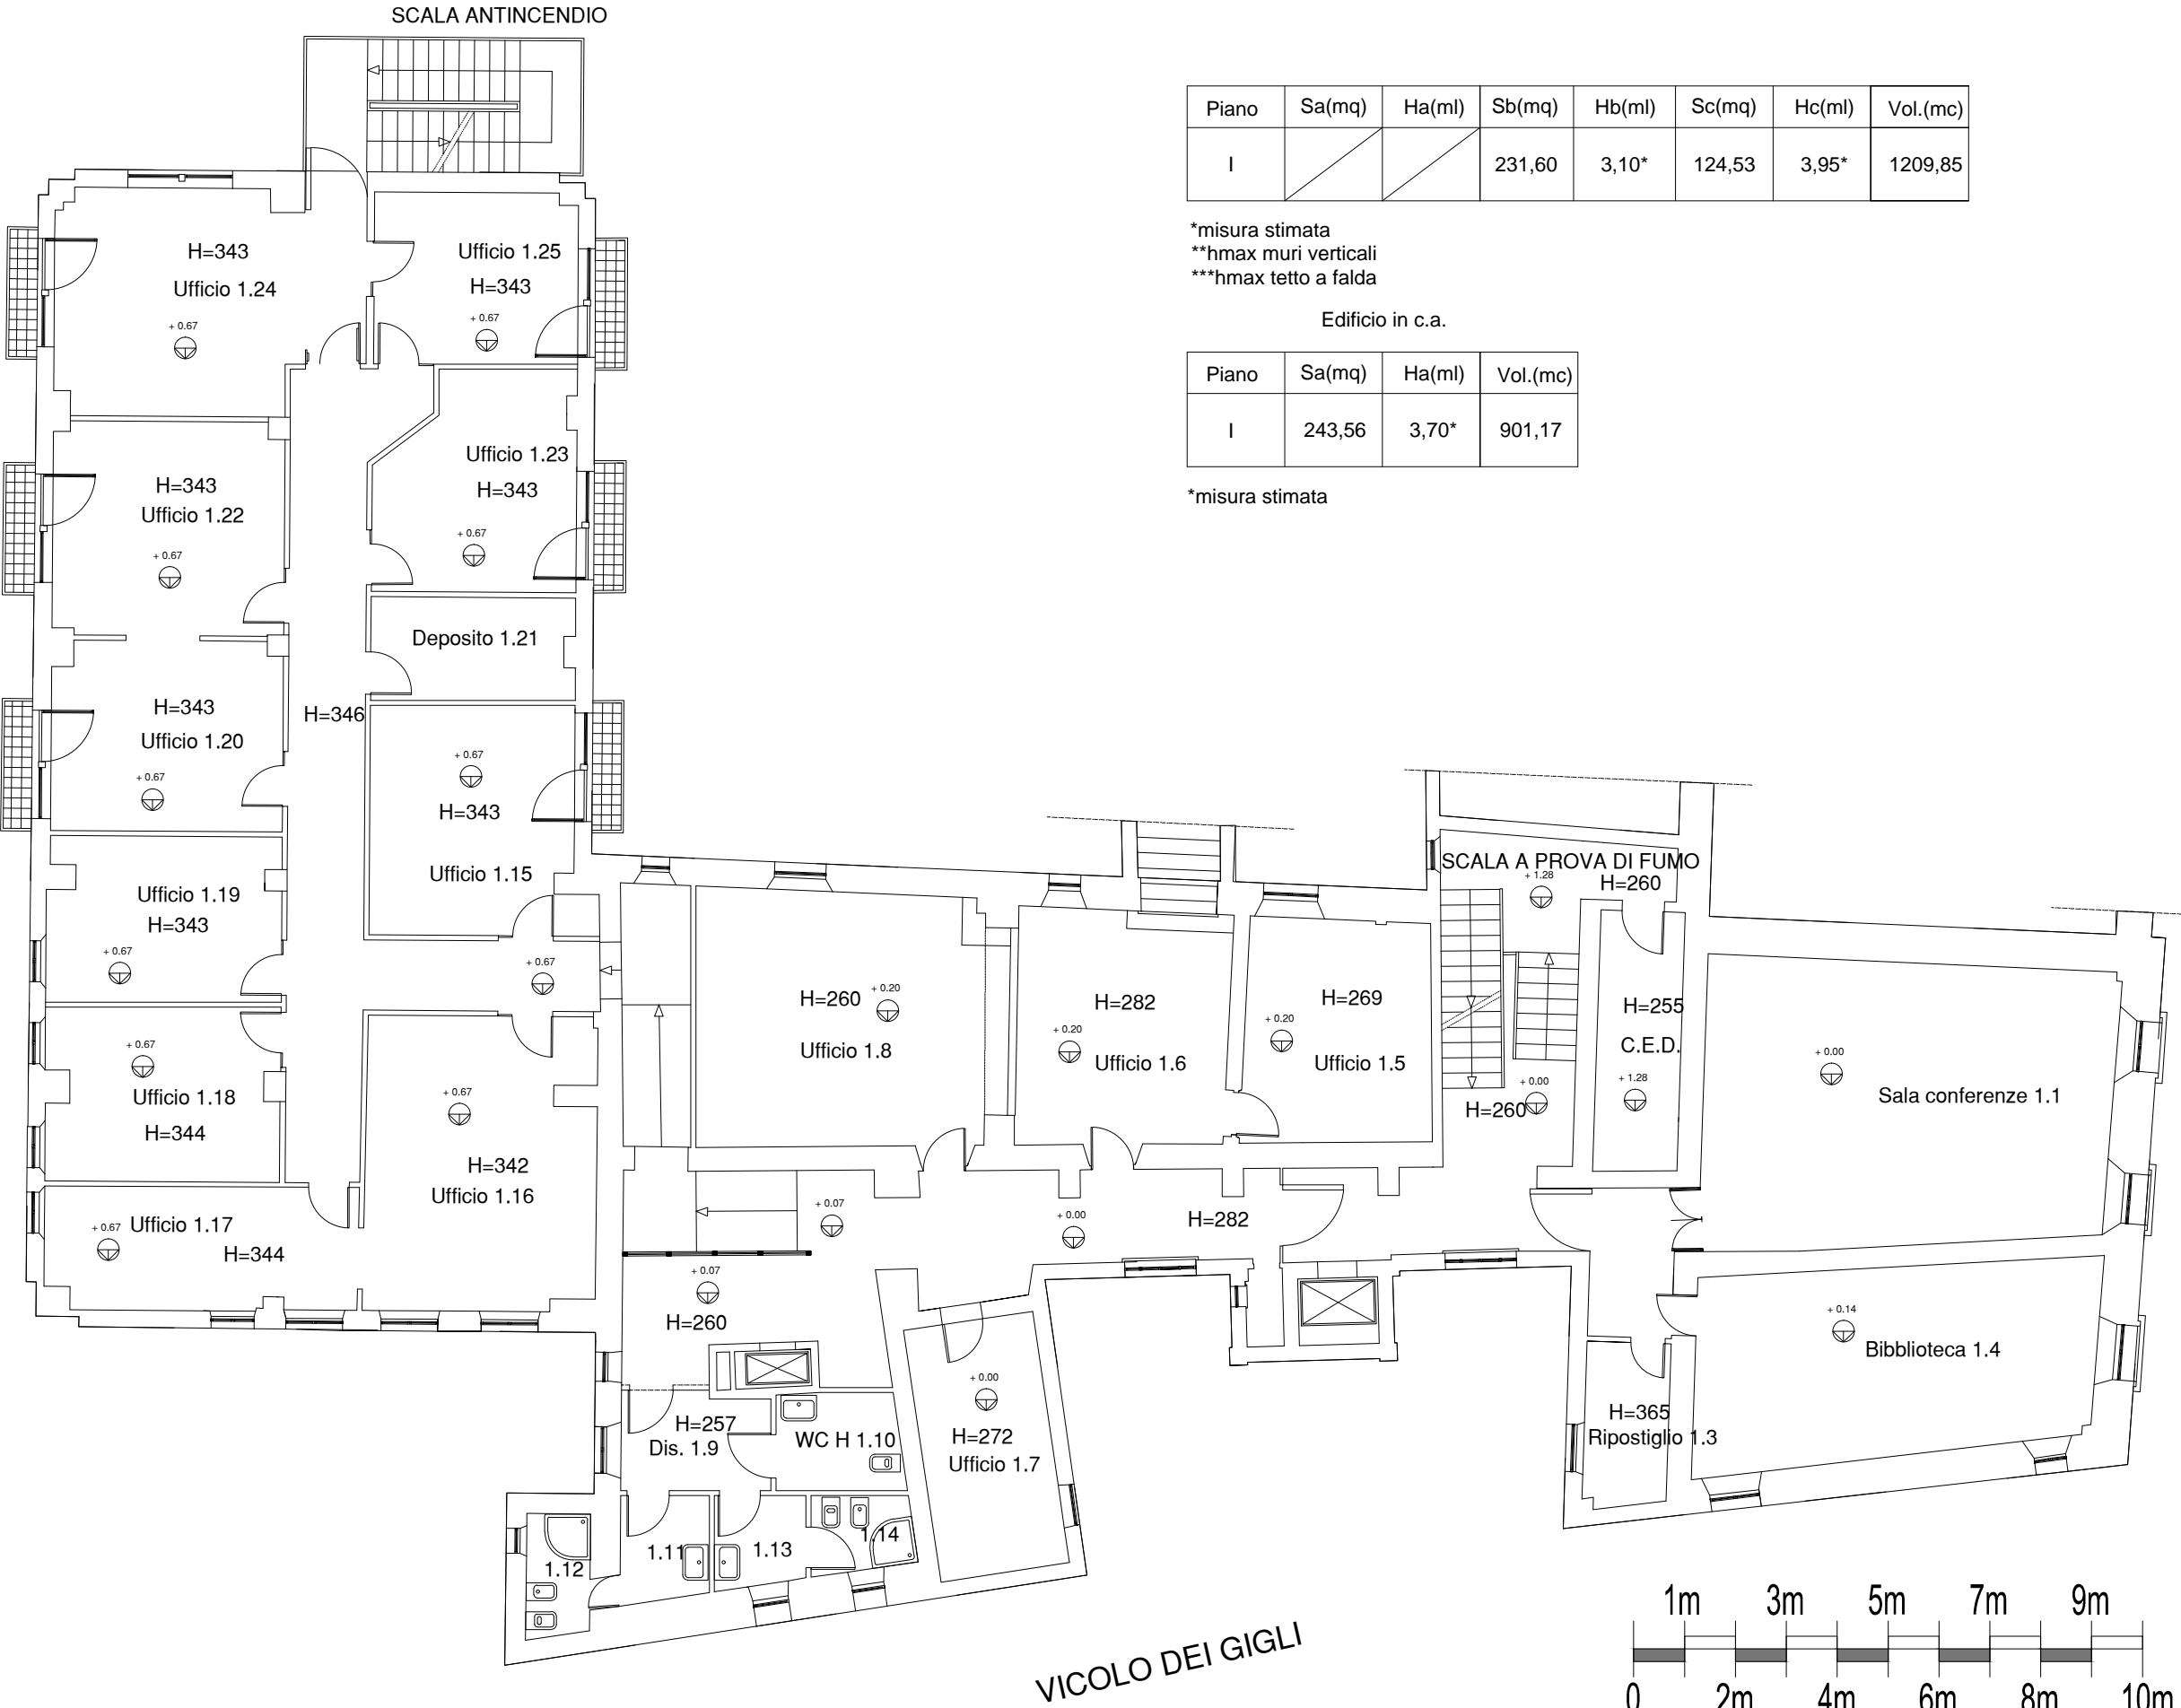 SCALA ANTINCENDIO
Piano Sa(mq) Ha(ml) Sb(mq) Hb(ml) Sc(mq) Hc(ml) Vol.(mc)
I 231,60 3,10* 124,53 3,95* 1209,85
*misura stimata
**hmax muri verticali
***hmax tetto a falda
Edificio in c.a.
Piano Sa(mq) Ha(ml) Vol.(mc)
I 243,56 3,70* 901,17
*misura stimata
H=343
Ufficio 1.24
+ 0.67
Ufficio 1.25
H=343
+ 0.67
Ufficio 1.23
H=343
+ 0.67
H=343
Ufficio 1.22
+ 0.67
Deposito 1.21
H=343
Ufficio 1.20
+ 0.67
H=346
+ 0.67
H=343
Ufficio 1.15
Ufficio 1.19
H=343
+ 0.67
+ 0.67
+ 0.67
Ufficio 1.18
H=344
+ 0.67
H=342
Ufficio 1.16
+ 0.67
Ufficio 1.17
H=344
H=260
+ 0.20
Ufficio 1.8
H=282
+ 0.20
Ufficio 1.6
H=269
+ 0.20
Ufficio 1.5
SCALA A PROVA DI FUMO
+ 1.28
H=260
H=255
C.E.D.
+ 1.28
+ 0.00
H=260
+ 0.00
Sala conferenze 1.1
+ 0.07
+ 0.00
H=282
+ 0.07
H=260
+ 0.14
Bibblioteca 1.4
H=365
Ripostiglio 1.3
+ 0.00
H=272
Ufficio 1.7
H=257
Dis. 1.9
WC H 1.10
1.12
1.11
1.13
1.14
VICOLO DEI GIGLI
1m 3m 5m 7m 9m
0 2m 4m 6m 8m 10m